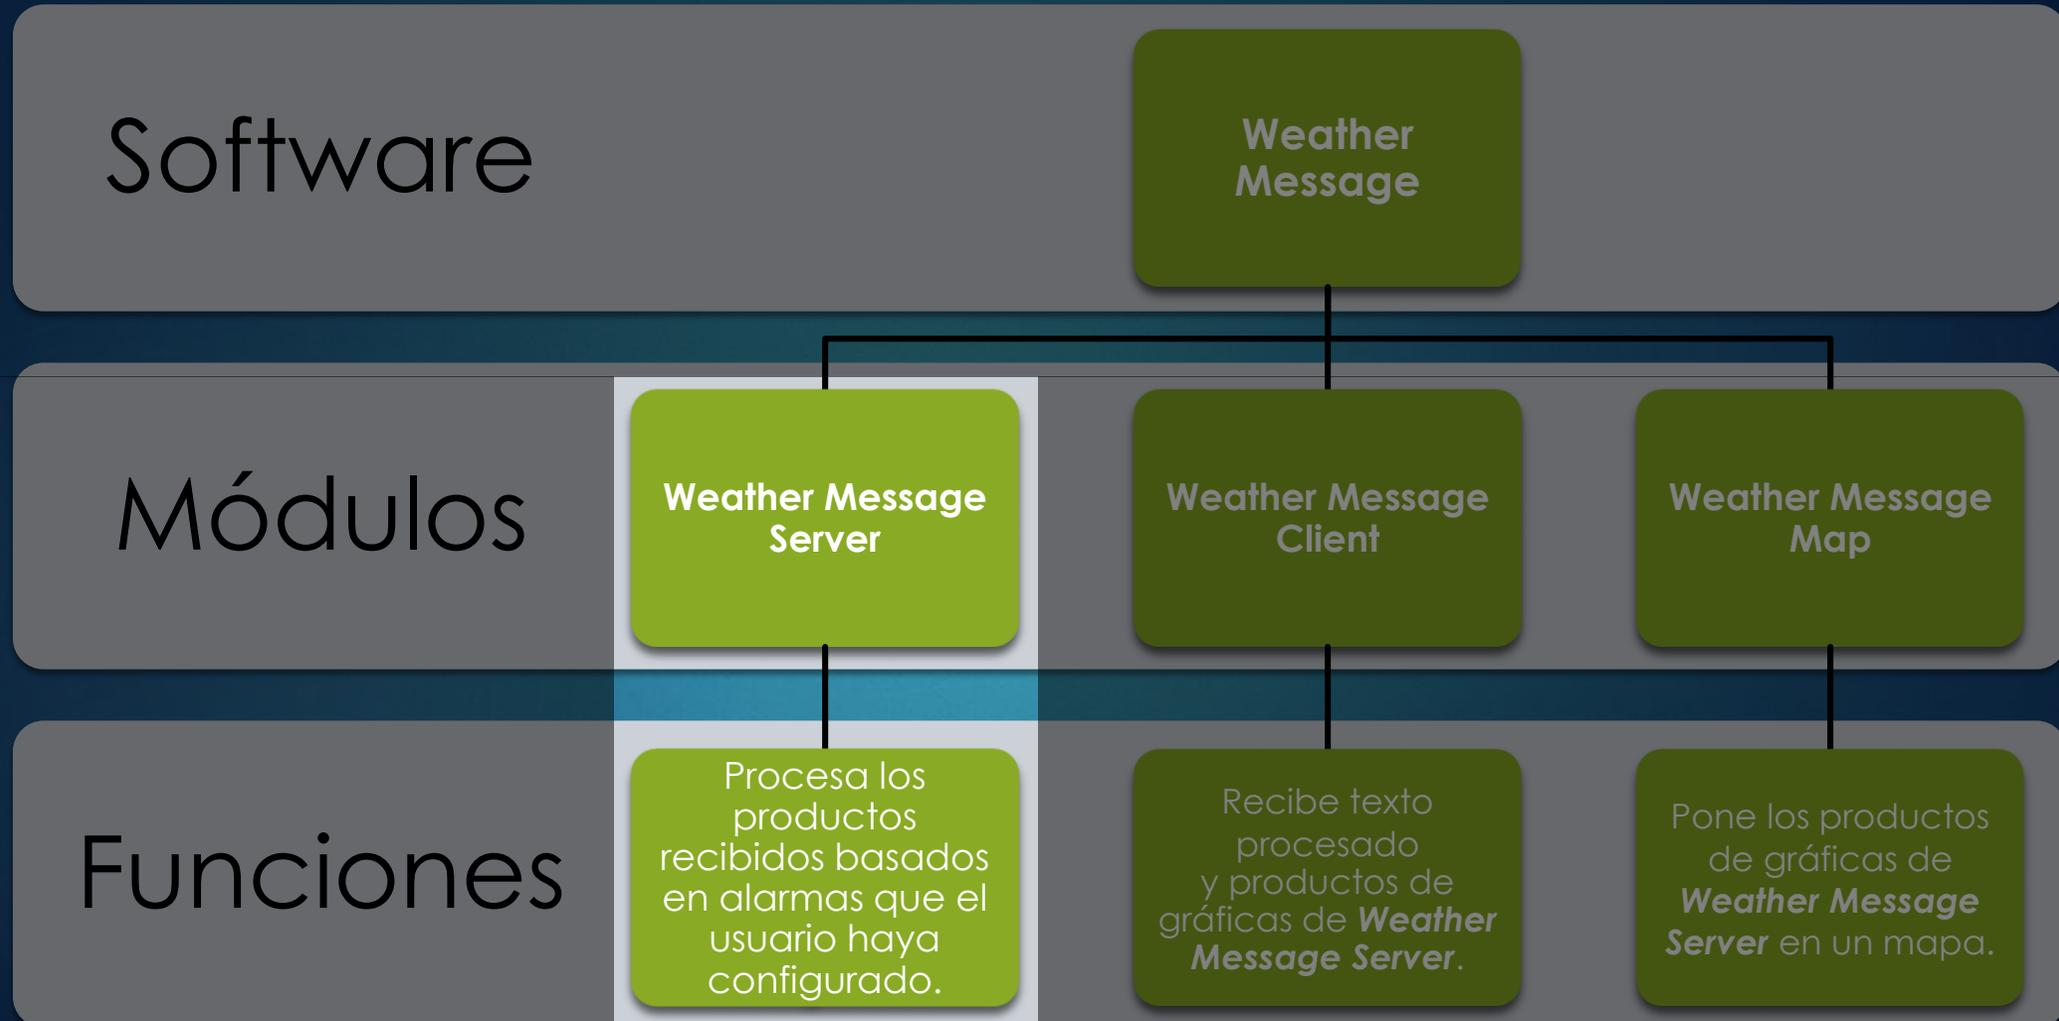 Software
Weather
Message
Módulos
Weather Message
Server
Weather Message
Client
Weather Message
Map
Funciones
Procesa los
productos
recibidos basados
en alarmas que el
usuario haya
configurado.
Recibe texto
procesado
y productos de
gráficas de Weather
Message Server.
Pone los productos
de gráficas de
Weather Message
Server en un mapa.